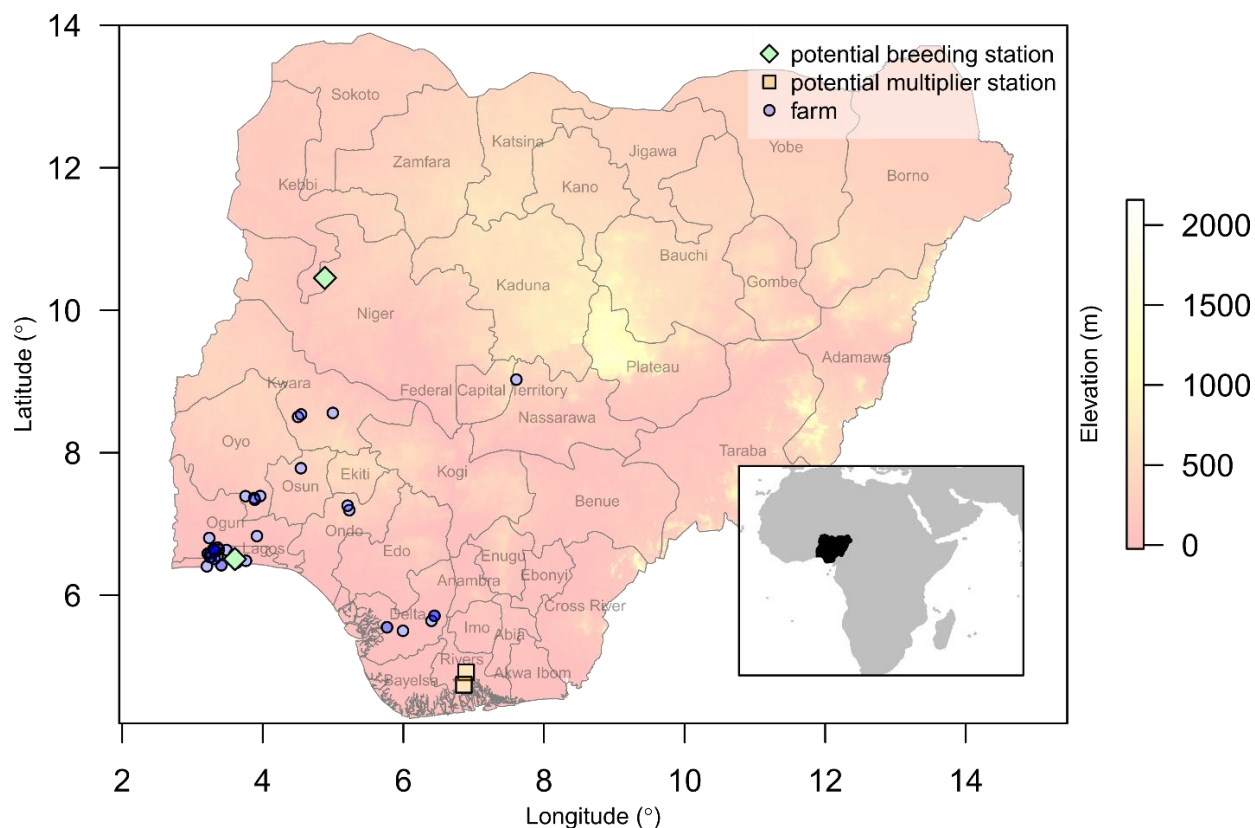 14
12
10
8
6
Latitude (°)
potential breeding station
potential multiplier station
farm
Sokoto
Katsina
Jigawa
Yobe
Zamfara
Kano
Borno
Kebbi
Bauchi
Gombe
Kaduna
Niger
Plateau
Adamawa
Kwara
Federal Capital Territory
Nassarawa
Oyo
Taraba
Kogi
Ekiti
Osun
Benue
Ogun
Ondo
Lagos
Edo
Enugu
Ebonyi
Anambra
Cross River
Delta
Imo
Abia
Rivers
Akwa Ibom
Bayelsa
2
4
6
8
10
12
14
Longitude (°)
2000
1500
1000
500
0
Elevation (m)